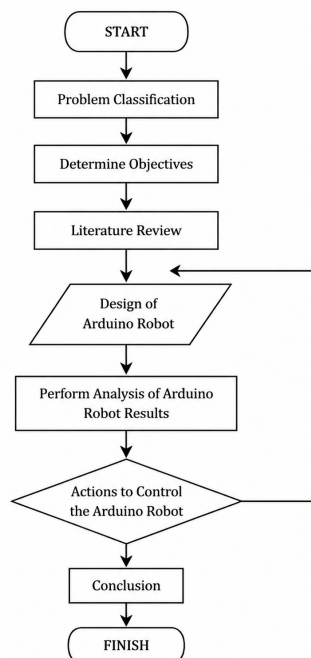 START
Problem Classification
Determine Objectives
Literature Review
Design of
Arduino Robot
Perform Analysis of Arduino
Robot Results
Actions to Control
the Arduino Robot
Conclusion
FINISH